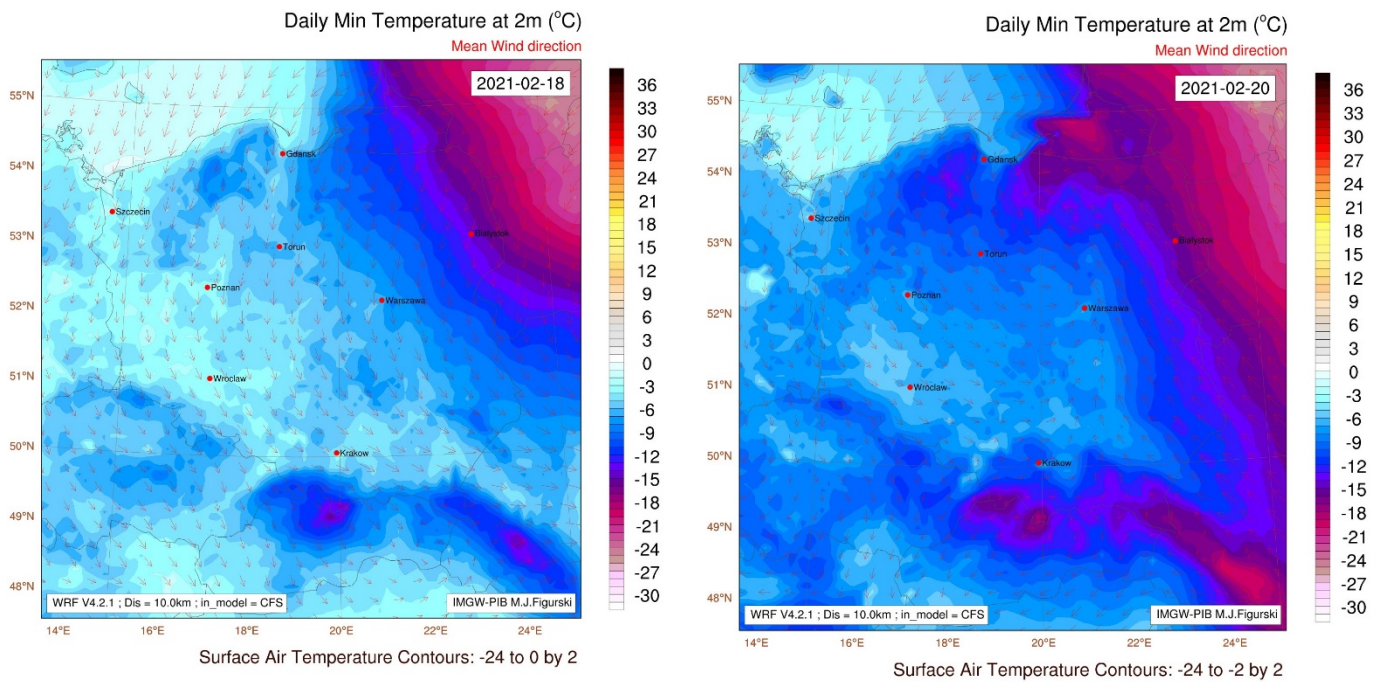 Daily Min Temperature at 2m (°C)
Mean Wind direction
2021-02-18
55°N
54°N
53°N
52°N
51°N
50°N
49°N
48°N
Gdansk
Szczecin
Torun
Bialystok
Poznan
Warszawa
Wroclaw
Krakow
WRF V4.2.1 ; Dis = 10.0km ; in_model = CFS
IMGW-PIB M.J.Figurski
14°E
16°E
18°E
20°E
22°E
24°E
36
33
30
27
24
21
18
15
12
9
6
3
0
-3
-6
-9
-12
-15
-18
-21
-24
-27
-30
Surface Air Temperature Contours: -24 to 0 by 2
Daily Min Temperature at 2m (°C)
Mean Wind direction
2021-02-20
55°N
54°N
53°N
52°N
51°N
50°N
49°N
48°N
Gdansk
Szczecin
Torun
Bialystok
Poznan
Warszawa
Wroclaw
Krakow
WRF V4.2.1 ; Dis = 10.0km ; in_model = CFS
IMGW-PIB M.J.Figurski
14°E
16°E
18°E
20°E
22°E
24°E
36
33
30
27
24
21
18
15
12
9
6
3
0
-3
-6
-9
-12
-15
-18
-21
-24
-27
-30
Surface Air Temperature Contours: -24 to -2 by 2